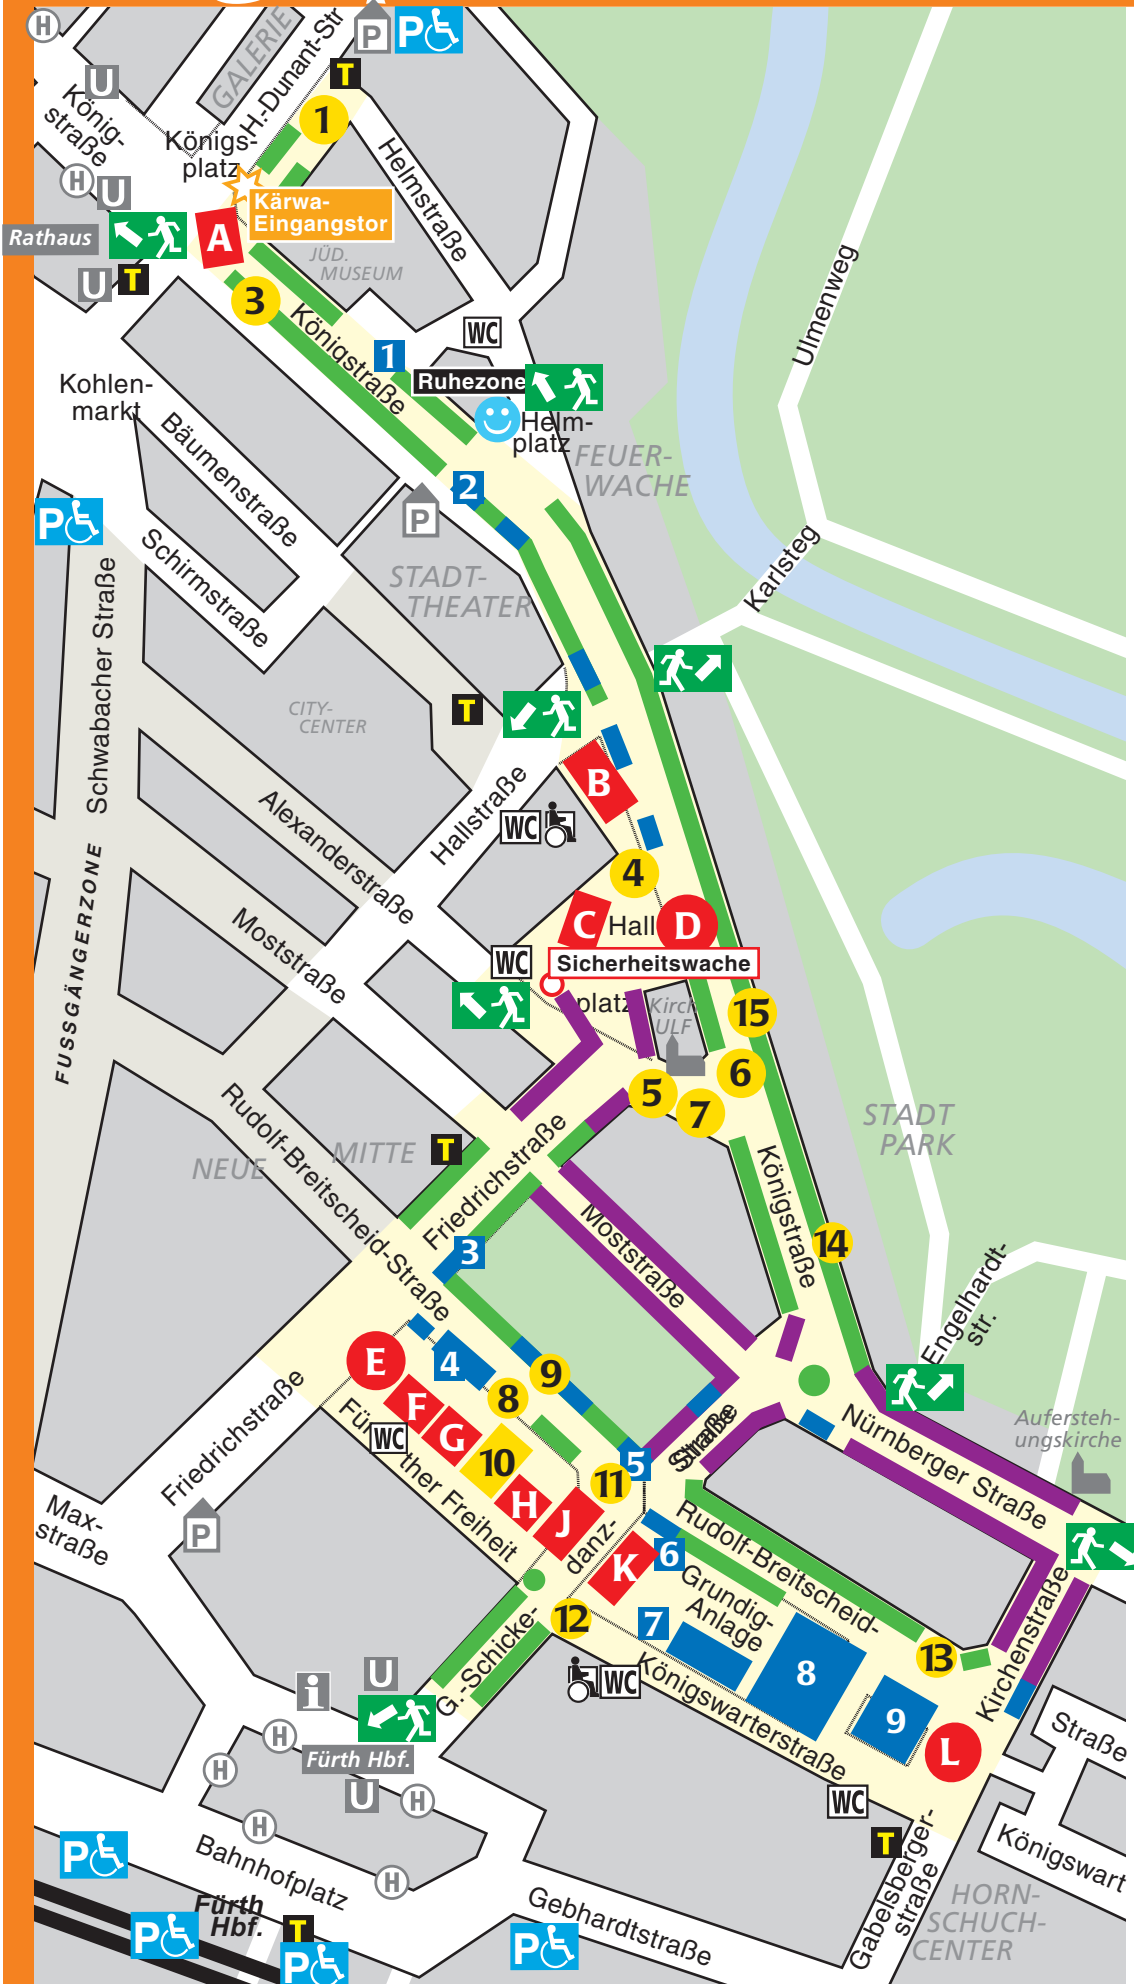 H
P
P
GALERIE
H.-Dunant-Str
T
U
König-
straße
1
Königs-
platz
Helmstraße
H
U
Kärwa-
Eingangstor
Rathaus
A
JÜD.
MUSEUM
U
T
3
Königstraße
1
WC
Ruhezone
Helm-
platz
Ulmenweg
Kohlen-
markt
Bäumenstraße
FEUER-
WACHE
2
P
P
Schirmstraße
STADT-
THEATER
Karlsteg
Schwabacher Straße
FUSSGÄNGERZONE
CITY-
CENTER
T
B
Hallstraße
WC
Alexanderstraße
4
Moststraße
C
Hall
D
WC
Sicherheitswache
platz
Kirch
ULF
15
6
5
7
STADT
PARK
Rudolf-Breitscheid-Straße
NEUE
MITTE
T
Friedrichstraße
Königstraße
3
Moststraße
14
Engelhardt-
str.
E
4
9
8
F
G
10
Friedrichstraße
Fürther Freiheit
WC
11
5
Straße
Nürnberger Straße
Auferste­h-
ungskirche
Max-
straße
P
H
J
danz-
K
6
Rudolf-Breitscheid-
Grundig-
Anlage
12
7
8
13
Kirchenstraße
G.-Schicke-
WC
Königswarterstraße
9
L
i
U
H
Fürth Hbf.
H
U
H
H
WC
T
Straße
Königswart
P
Bahnhofplatz
H
Gabelsberger-
straße
Fürth
Hbf.
T
P
P
P
Gebhardtstraße
HORN-
SCHUCH-
CENTER